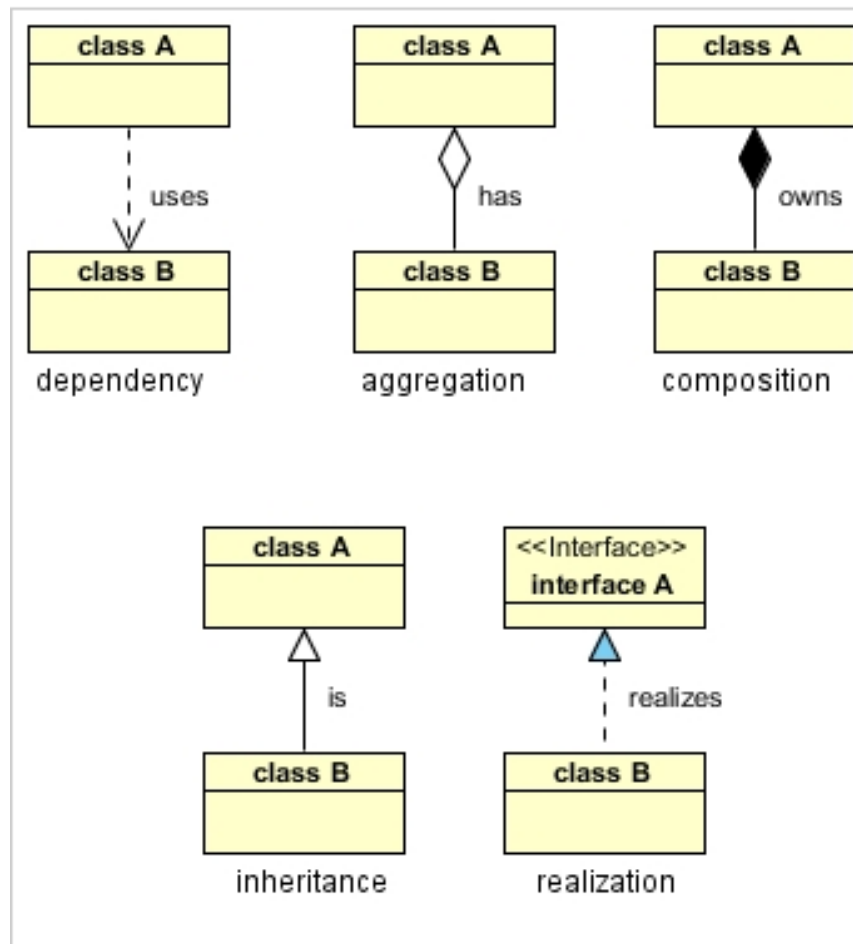 class A
class A
class A
uses
has
owns
class B
class B
class B
dependency
aggregation
composition
class A
<<Interface>>
interface A
is
realizes
class B
class B
inheritance
realization